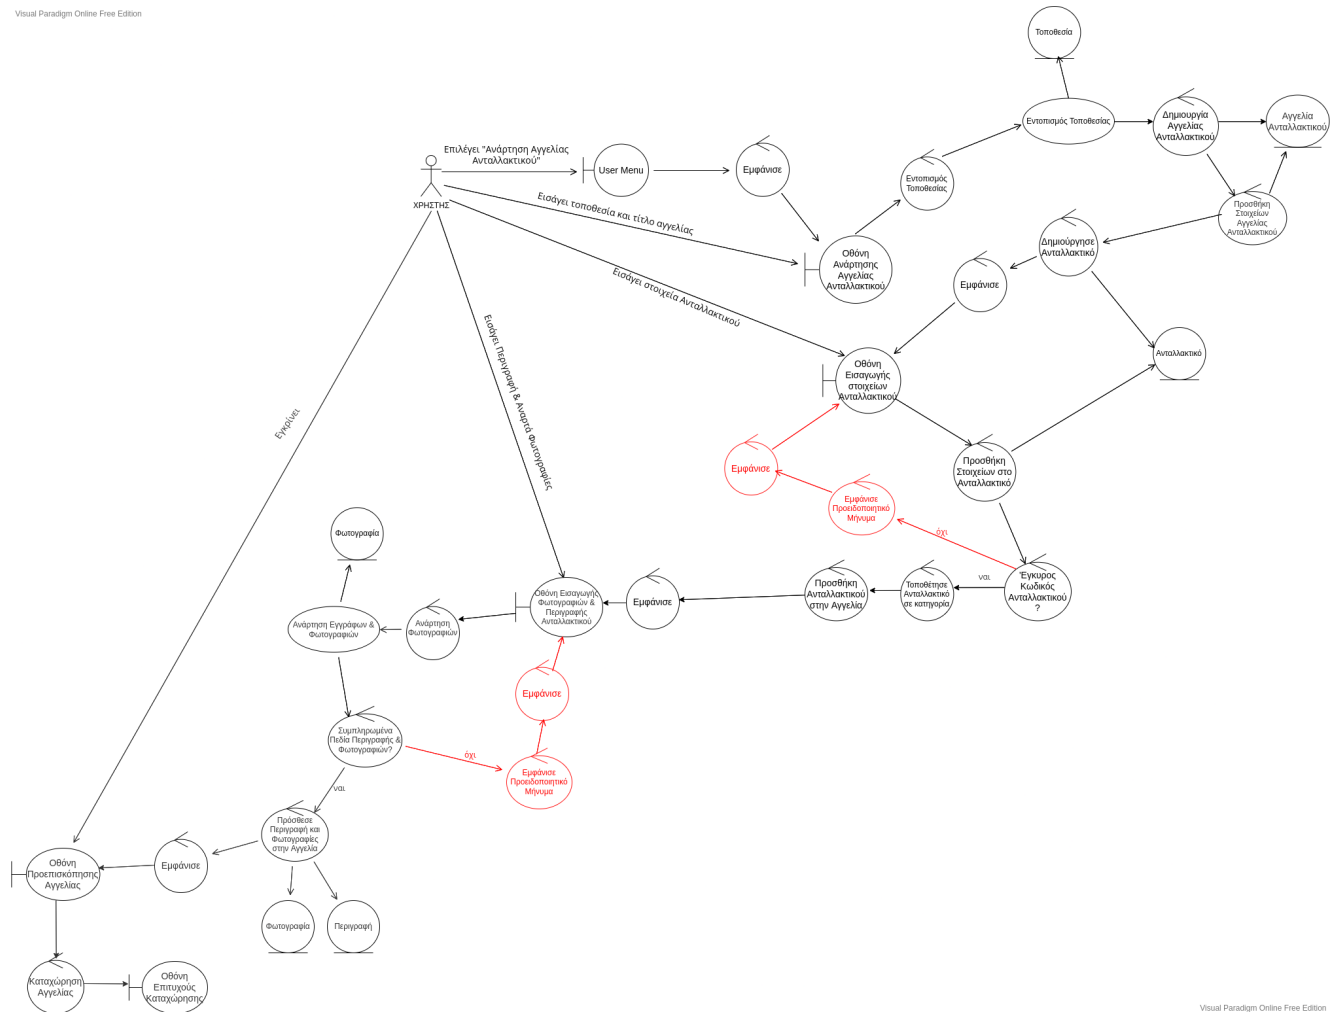 Visual Paradigm Online Free Edition
Τοποθεσία
Εντοπισμός Τοποθεσίας
Δημιουργία
Αγγελίας
Ανταλλακτικού
Αγγελία
Ανταλλακτικού
Επιλέγει "Ανάρτηση Αγγελίας
Ανταλλακτικού"
ΧΡΗΣΤΗΣ
User Menu
Εμφάνισε
Εντοπισμός
Τοποθεσίας
Προσθήκη
Στοιχείων
Αγγελίας
Ανταλλακτικού
Εισάγει τοποθεσία και τίτλο αγγελίας
Οθόνη
Ανάρτησης
Αγγελίας
Ανταλλακτικού
Δημιούργησε
Ανταλλακτικό
Εμφάνισε
Εισάγει στοιχεία Ανταλλακτικού
Εισάγει Περιγραφή & Αναρτά Φωτογραφίες
Εγκρίνει
Ανταλλακτικό
Οθόνη
Εισαγωγής
στοιχείων
Ανταλλακτικού
Εμφάνισε
Προσθήκη
Στοιχείων στο
Ανταλλακτικό
Εμφάνισε
Προειδοποιητικό
Μήνυμα
όχι
Φωτογραφία
Έγκυρος
Κωδικός
Ανταλλακτικού
?
ναι
Τοποθέτησε
Ανταλλακτικό
σε κατηγορία
Προσθήκη
Ανταλλακτικού
στην Αγγελία
Εμφάνισε
Οθόνη Εισαγωγής
Φωτογραφιών &
Περιγραφής
Ανταλλακτικού
Ανάρτηση
Φωτογραφιών
Ανάρτηση Εγγράφων &
Φωτογραφιών
Εμφάνισε
Συμπληρωμένα
Πεδία Περιγραφής &
Φωτογραφιών?
όχι
Εμφάνισε
Προειδοποιητικό
Μήνυμα
ναι
Πρόσθεσε
Περιγραφή και
Φωτογραφίες
στην Αγγελία
Εμφάνισε
Οθόνη
Προεπισκόπησης
Αγγελίας
Φωτογραφία
Περιγραφή
Καταχώρηση
Αγγελίας
Οθόνη
Επιτυχούς
Καταχώρησης
Visual Paradigm Online Free Edition